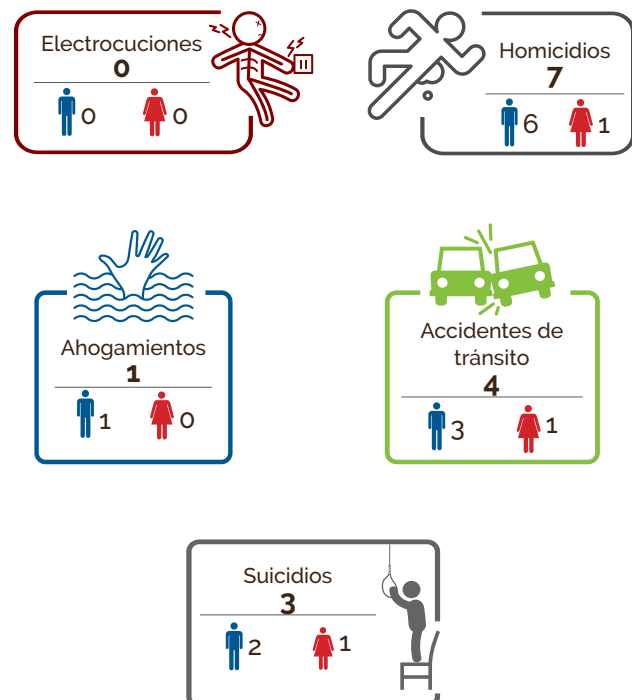 Electrocuciones
0
0 0
Homicidios
7
6 1
Ahogamientos
1
1 0
Accidentes de
tránsito
4
3 1
Suicidios
3
2 1